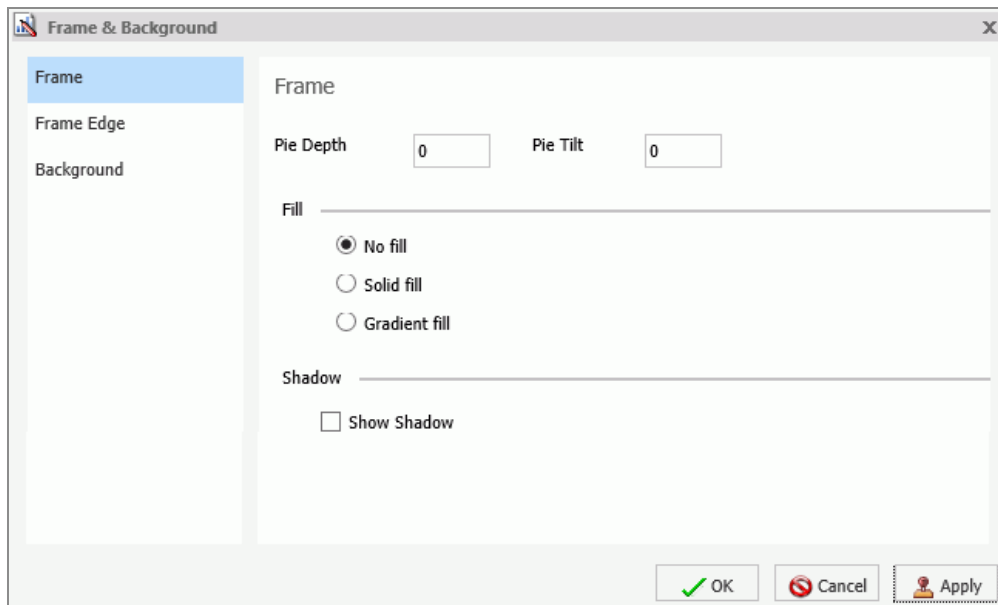 Frame & Background
x
Frame
Frame Edge
Background
Frame
Pie Depth 0 Pie Tilt 0
Fill
No fill
Solid fill
Gradient fill
Shadow
Show Shadow
OK Cancel Apply